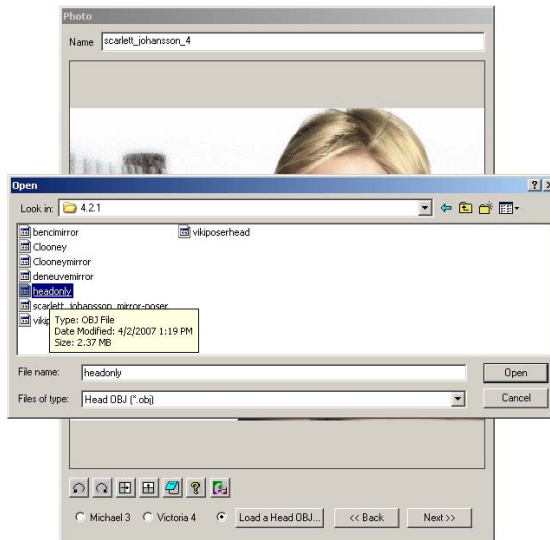 Photo
Name scarlett_johansson_4
Open
Look in: 4.2.1
bencimirror vikiposerhead
Clooney
Clooneymirror
deneuvemirror
headonly
scarlett_johansson_mirror-poser
Type: OBJ File
Date Modified: 4/2/2007 1:19 PM
Size: 2.37 MB
File name: headonly Open
Files of type: Head OBJ (*.obj) Cancel
Michael 3 Victoria 4 Load a Head OBJ... << Back Next >>